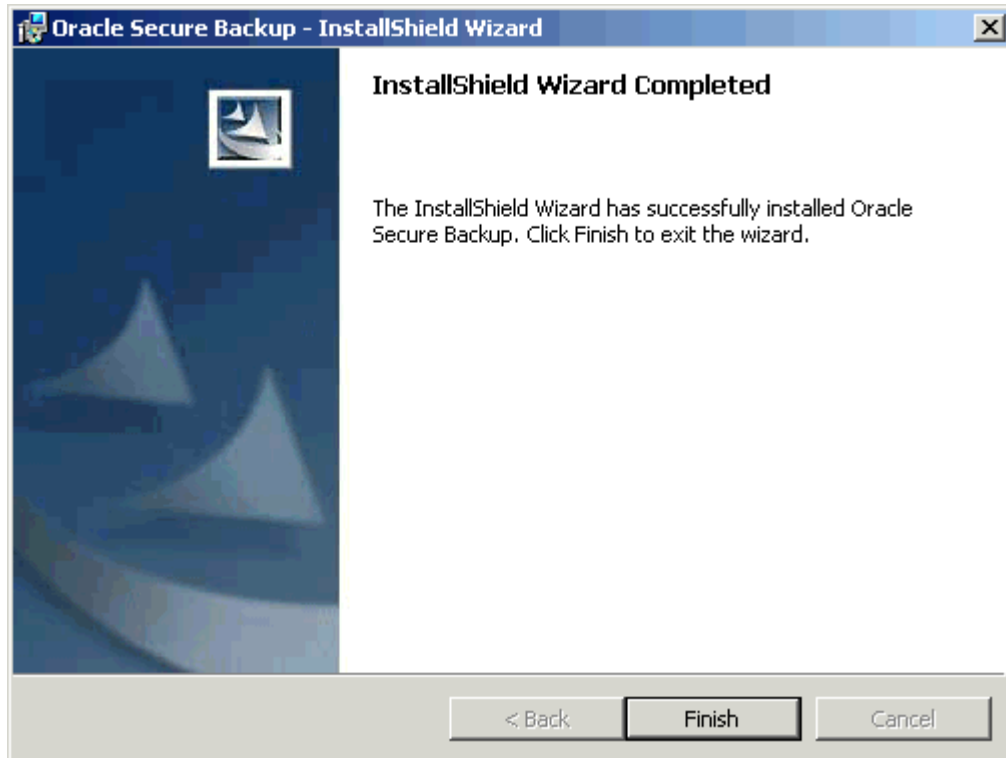 Oracle Secure Backup - InstallShield Wizard
InstallShield Wizard Completed
The InstallShield Wizard has successfully installed Oracle
Secure Backup. Click Finish to exit the wizard.
< Back
Finish
Cancel